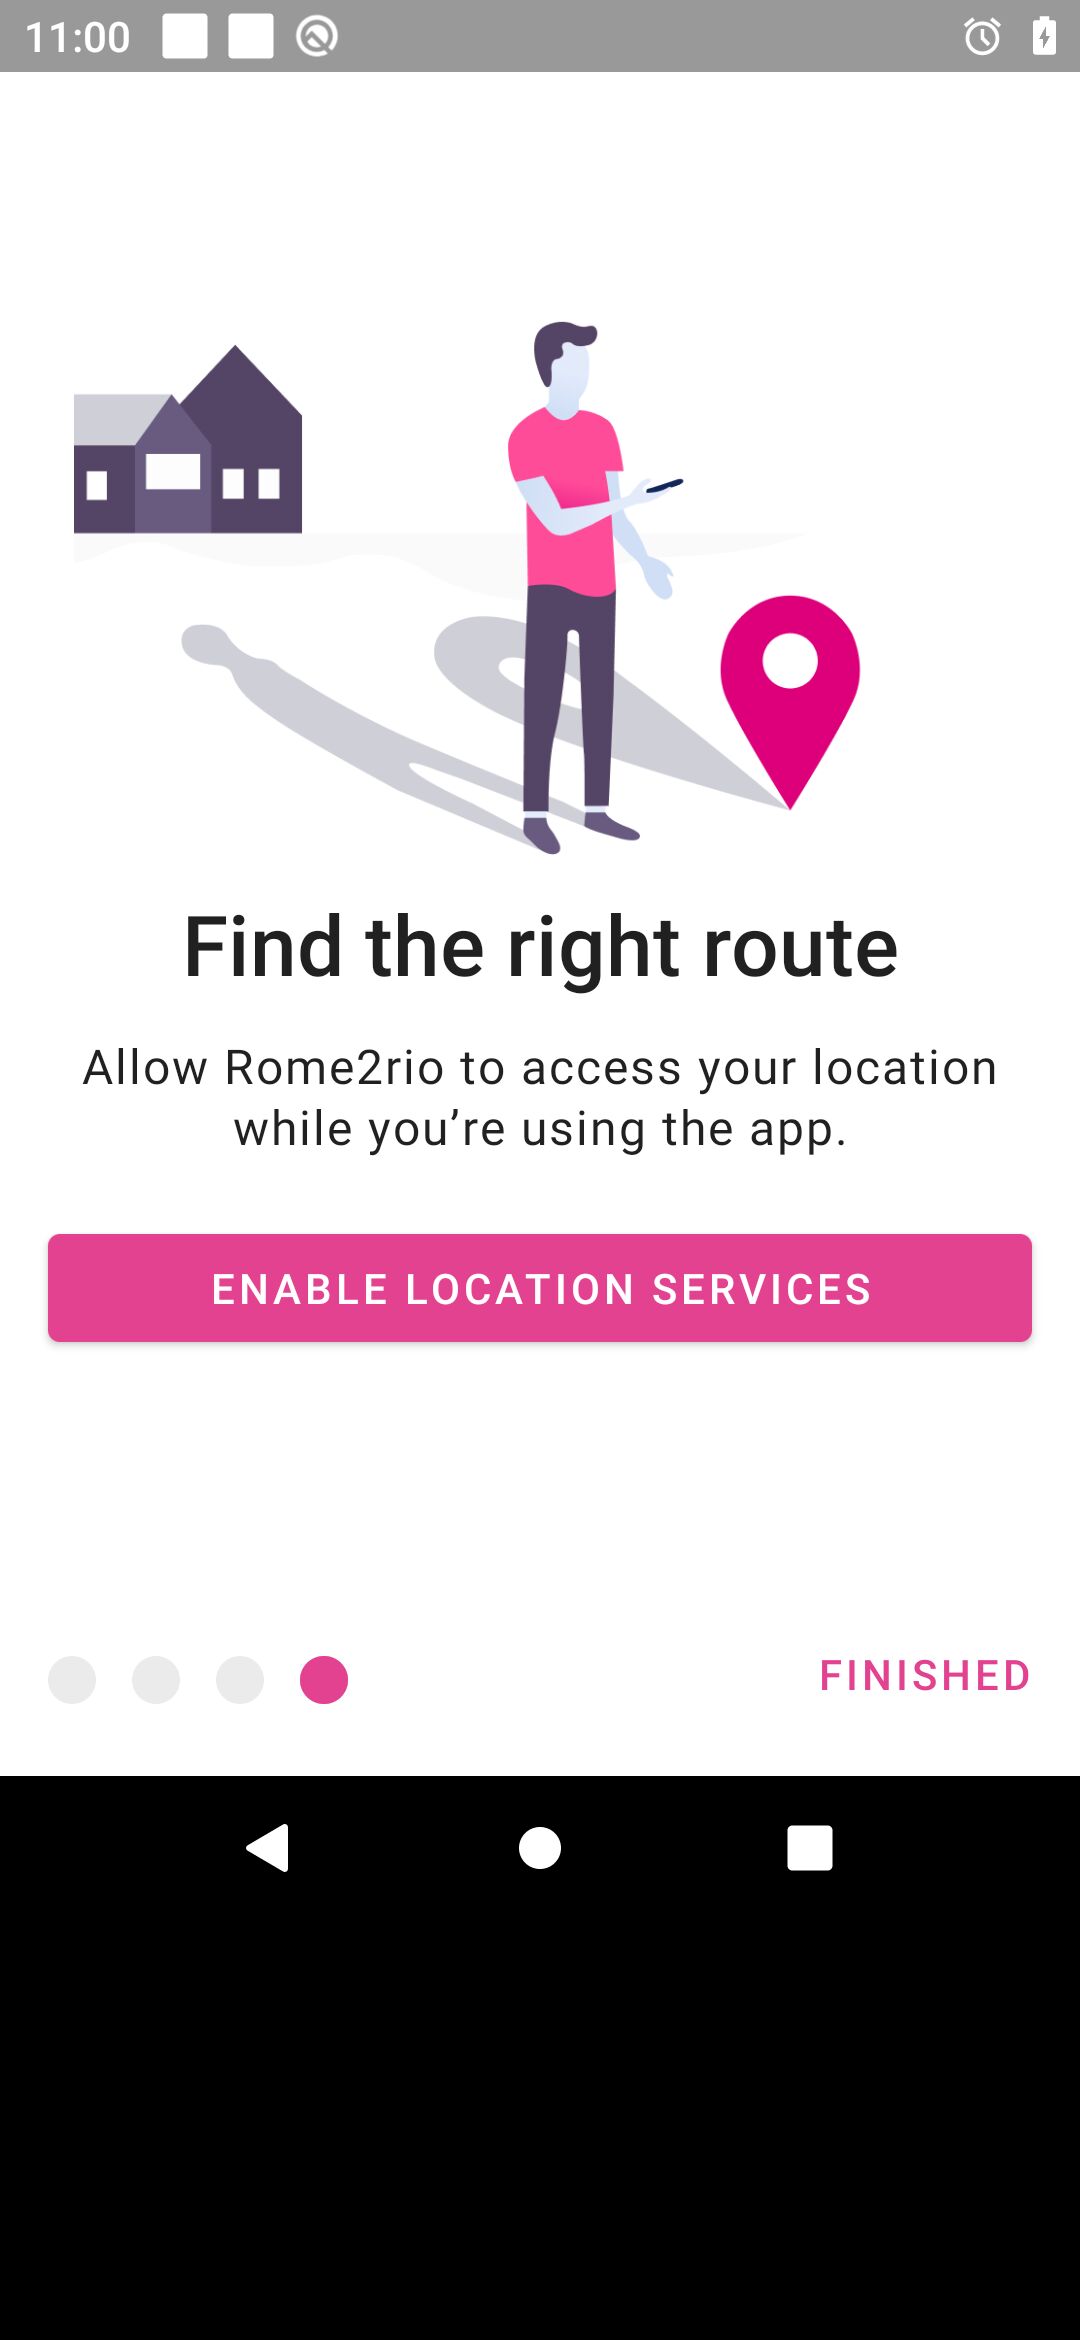 11:00
Find the right route
Allow Rome2rio to access your location
while you’re using the app.
ENABLE LOCATION SERVICES
FINISHED